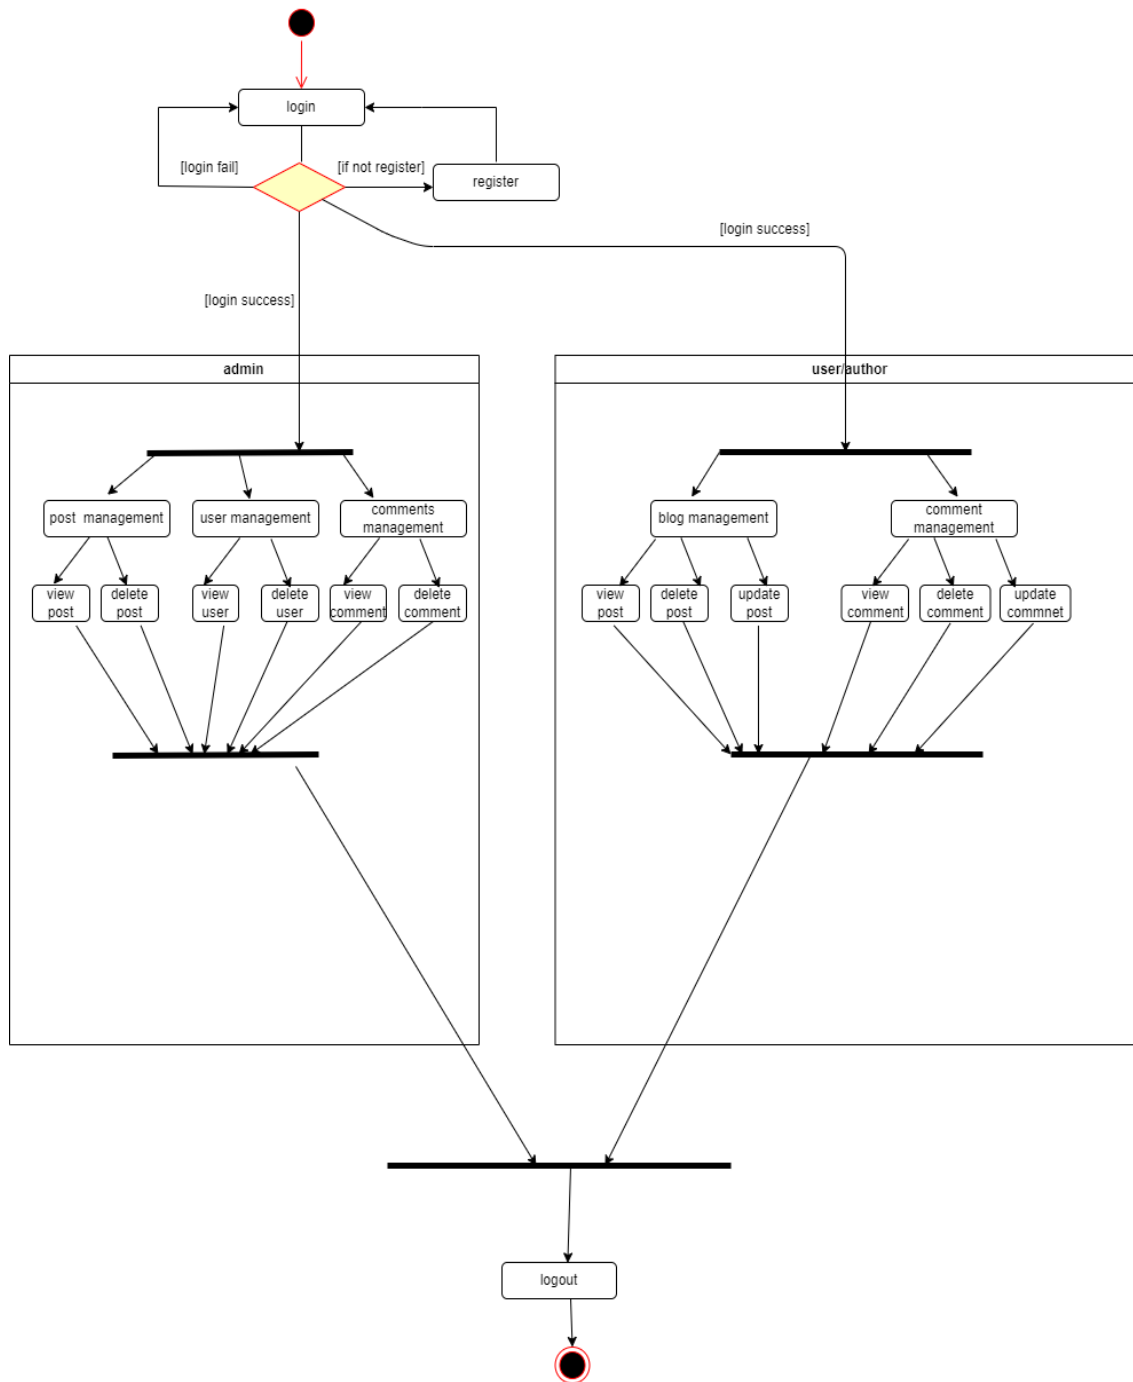 login
[login fail]
[if not register]
register
[login success]
[login success]
admin
user/author
post management
user management
comments
management
blog management
comment
management
view
post
delete
post
view
user
delete
user
view
comment
delete
comment
view
post
delete
post
update
post
view
comment
delete
comment
update
commnet
logout